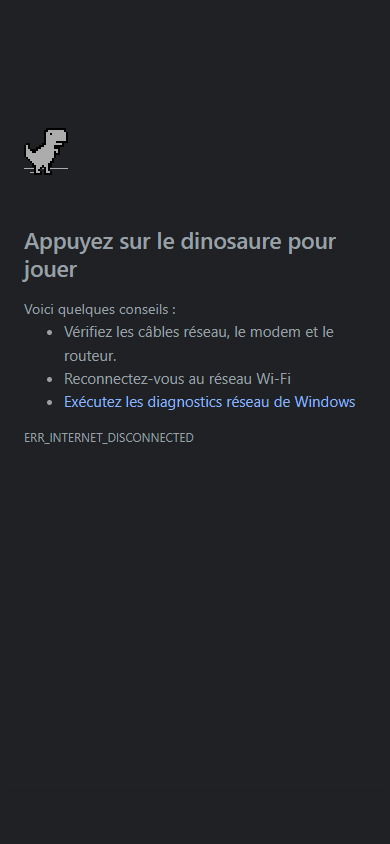 Appuyez sur le dinosaure pour
jouer
Voici quelques conseils :
Vérifiez les câbles réseau, le modem et le
routeur.
Reconnectez-vous au réseau Wi-Fi
Exécutez les diagnostics réseau de Windows
ERR_INTERNET_DISCONNECTED